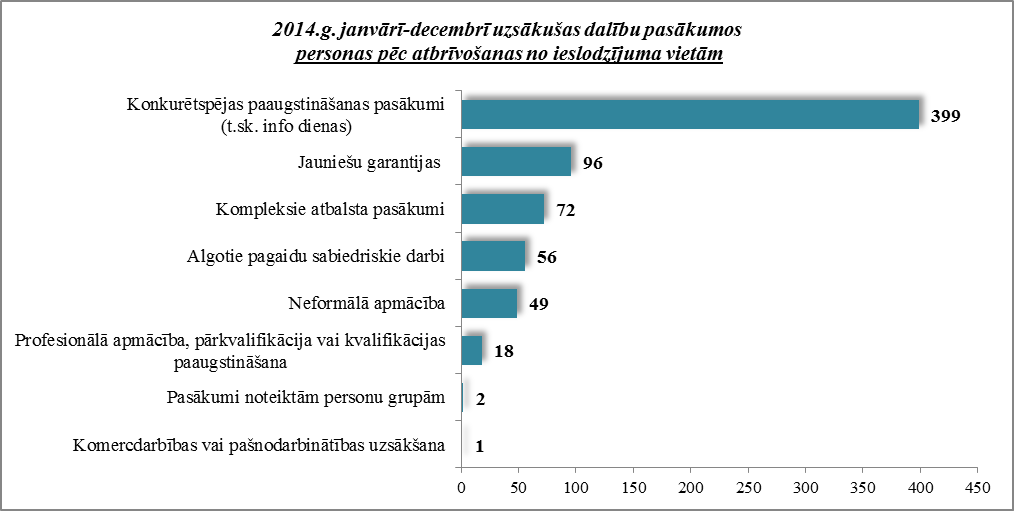 2014.g. janvārī-decembrī uzsākušas dalību pasākumos
personas pēc atbrīvošanas no ieslodzījuma vietām
Konkurētspējas paaugstināšanas pasākumi
(t.sk. info dienas)
399
Jauniešu garantijas
96
Kompleksie atbalsta pasākumi
72
Algotie pagaidu sabiedriskie darbi
56
Neformālā apmācība
49
Profesionālā apmācība, pārkvalifikācija vai kvalifikācijas
paaugstināšana
18
Pasākumi noteiktām personu grupām
2
Komercdarbības vai pašnodarbinātības uzsākšana
1
0 50 100 150 200 250 300 350 400 450